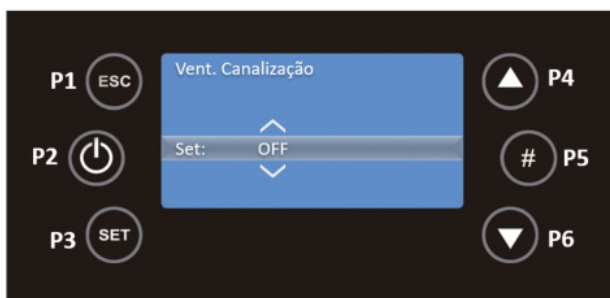 Vent. Canalização
P1 ESC
P4
Set: OFF
P2
# P5
P3 SET
P6